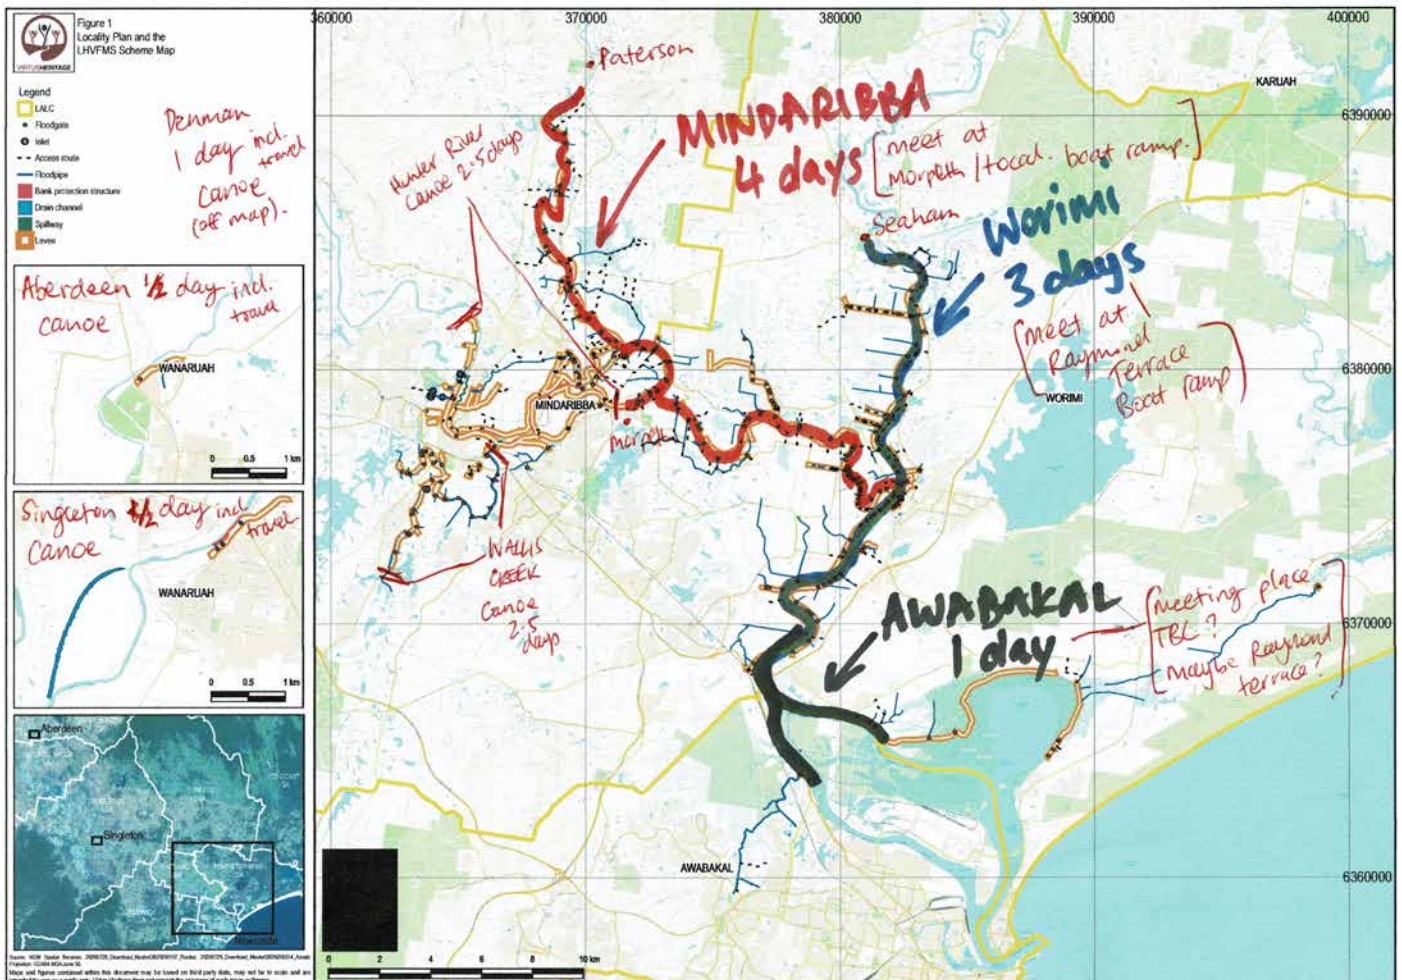 Figure 1
Locality Plan and the
LHVFMS Scheme Map
VIRTUSHERITAGE
Legend
LALC
Floodgate
Inlet
Access route
Floodpipe
Bank protection structure
Drain channel
Spillway
Levee
Denman
1 day incl.
travel
canoe
(off map).
Aberdeen 1/2 day incl.
travel
canoe
WANARUAH
0 0.5 1 km
Singleton 1/2 day incl
travel
Canoe
WANARUAH
0 0.5 1 km
Aberdeen
Singleton
Newcastle
360000 370000 380000 390000 400000
6390000
6380000
6370000
6360000
Paterson
KARUAH
Hunter River
Canoe 2.5 days
MINDARIBBA
4 days
[meet at
Morpeth / tocal. boat ramp.]
Seaham
Worimi
3 days
[meet at
Raymond
Terrace
Boat ramp]
WORIMI
MINDARIBBA
morpeth
WALLIS
CREEK
Canoe
2.5
days
AWABAKAL
1 day
[meeting place
TBC?
maybe Raymond
terrace?]
AWABAKAL
0 2 4 6 8 10 km